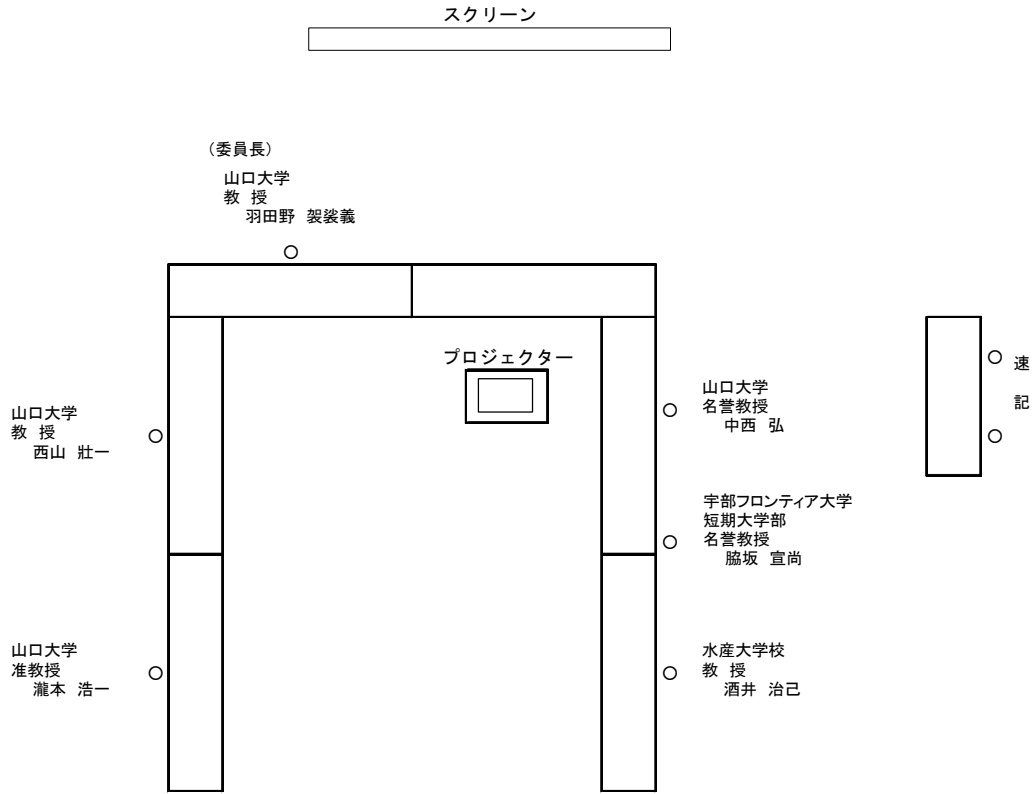 スクリーン
（委員長）
山口大学
教 授
羽田野 袈裟義
プロジェクター
山口大学
教 授
西山 壯一
山口大学
名誉教授
中西 弘
速
記
宇部フロンティア大学
短期大学部
名誉教授
脇坂 宣尚
山口大学
准教授
瀧本 浩一
水産大学校
教 授
酒井 治己